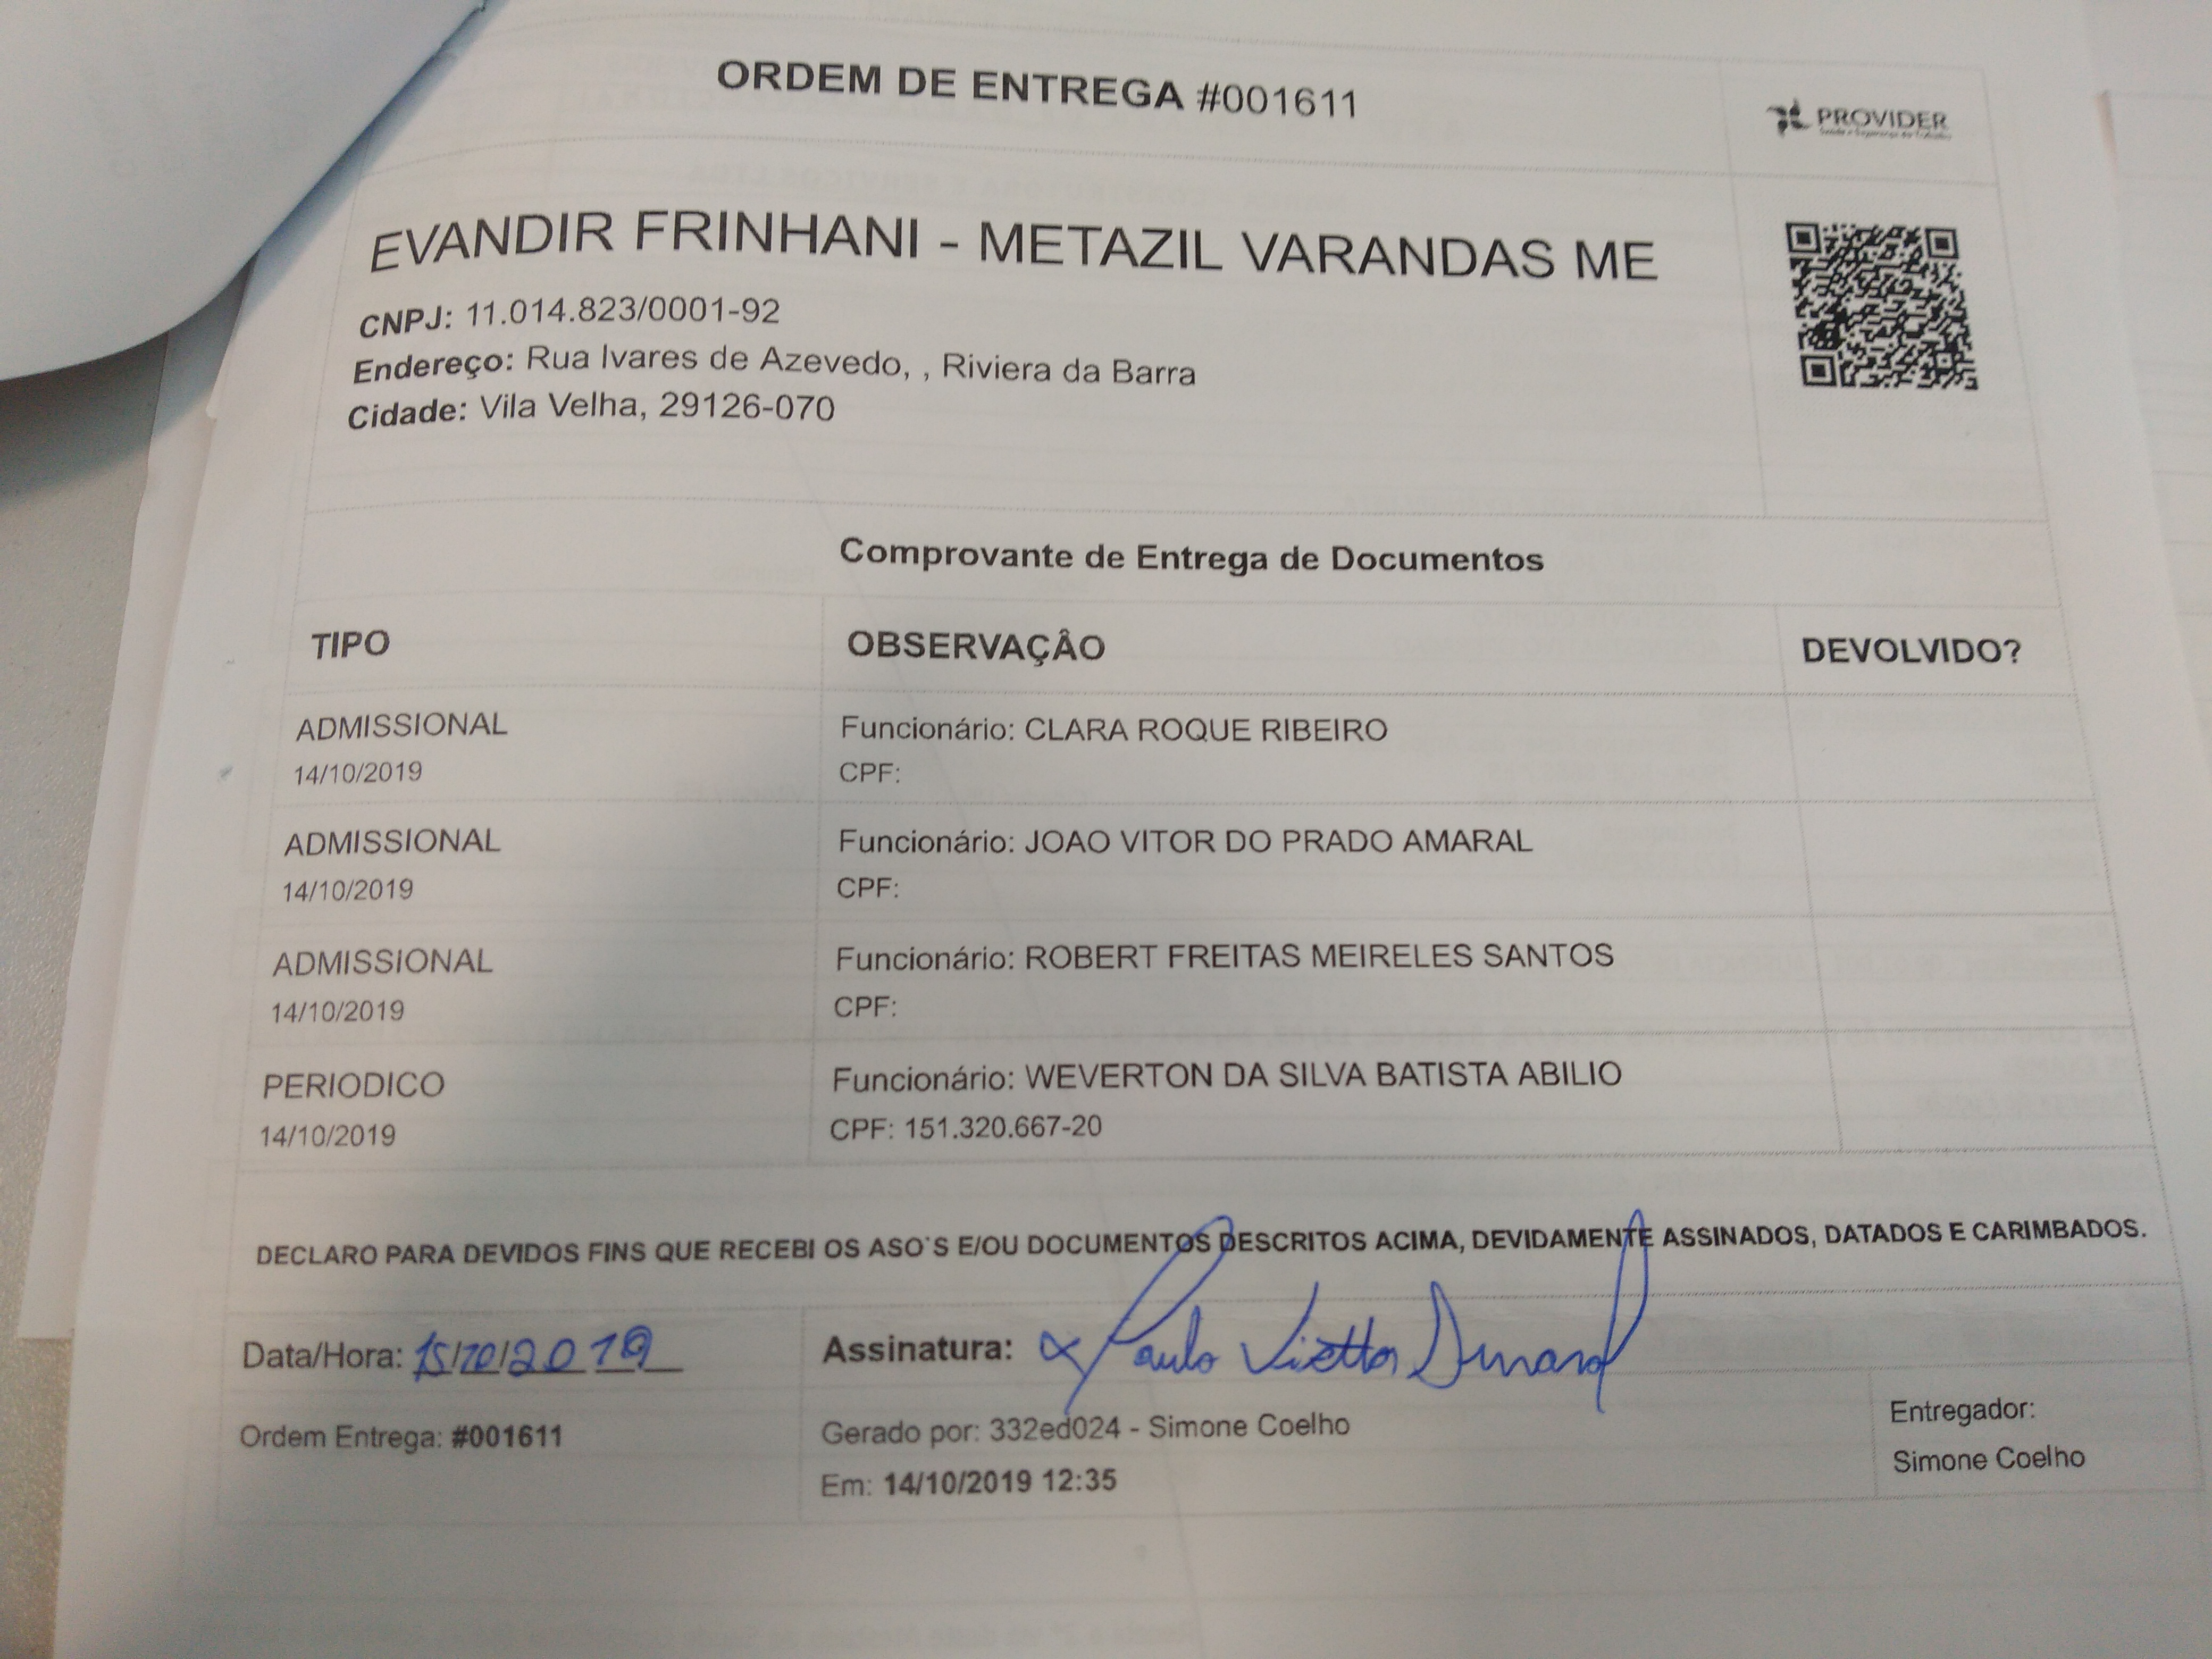 ORDEM DE ENTREGA #001611
PROVIDER
EVANDIR FRINHANI - METAZIL VARANDAS ME
CNPJ: 11.014.823/0001-92
Endereço: Rua Ivares de Azevedo, , Riviera da Barra
Cidade: Vila Velha, 29126-070
Comprovante de Entrega de Documentos
TIPO OBSERVAÇÂO DEVOLVIDO?
ADMISSIONAL Funcionário: CLARA ROQUE RIBEIRO
14/10/2019 CPF:
ADMISSIONAL Funcionário: JOAO VITOR DO PRADO AMARAL
14/10/2019 CPF:
ADMISSIONAL Funcionário: ROBERT FREITAS MEIRELES SANTOS
14/10/2019 CPF:
PERIODICO Funcionário: WEVERTON DA SILVA BATISTA ABILIO
14/10/2019 CPF: 151.320.667-20
DECLARO PARA DEVIDOS FINS QUE RECEBI OS ASO`S E/OU DOCUMENTOS DESCRITOS ACIMA, DEVIDAMENTE ASSINADOS, DATADOS E CARIMBADOS.
Data/Hora: 15/10/2019 Assinatura: Paulo
Ordem Entrega: #001611 Gerado por: 332ed024 - Simone Coelho Entregador:
Em: 14/10/2019 12:35 Simone Coelho